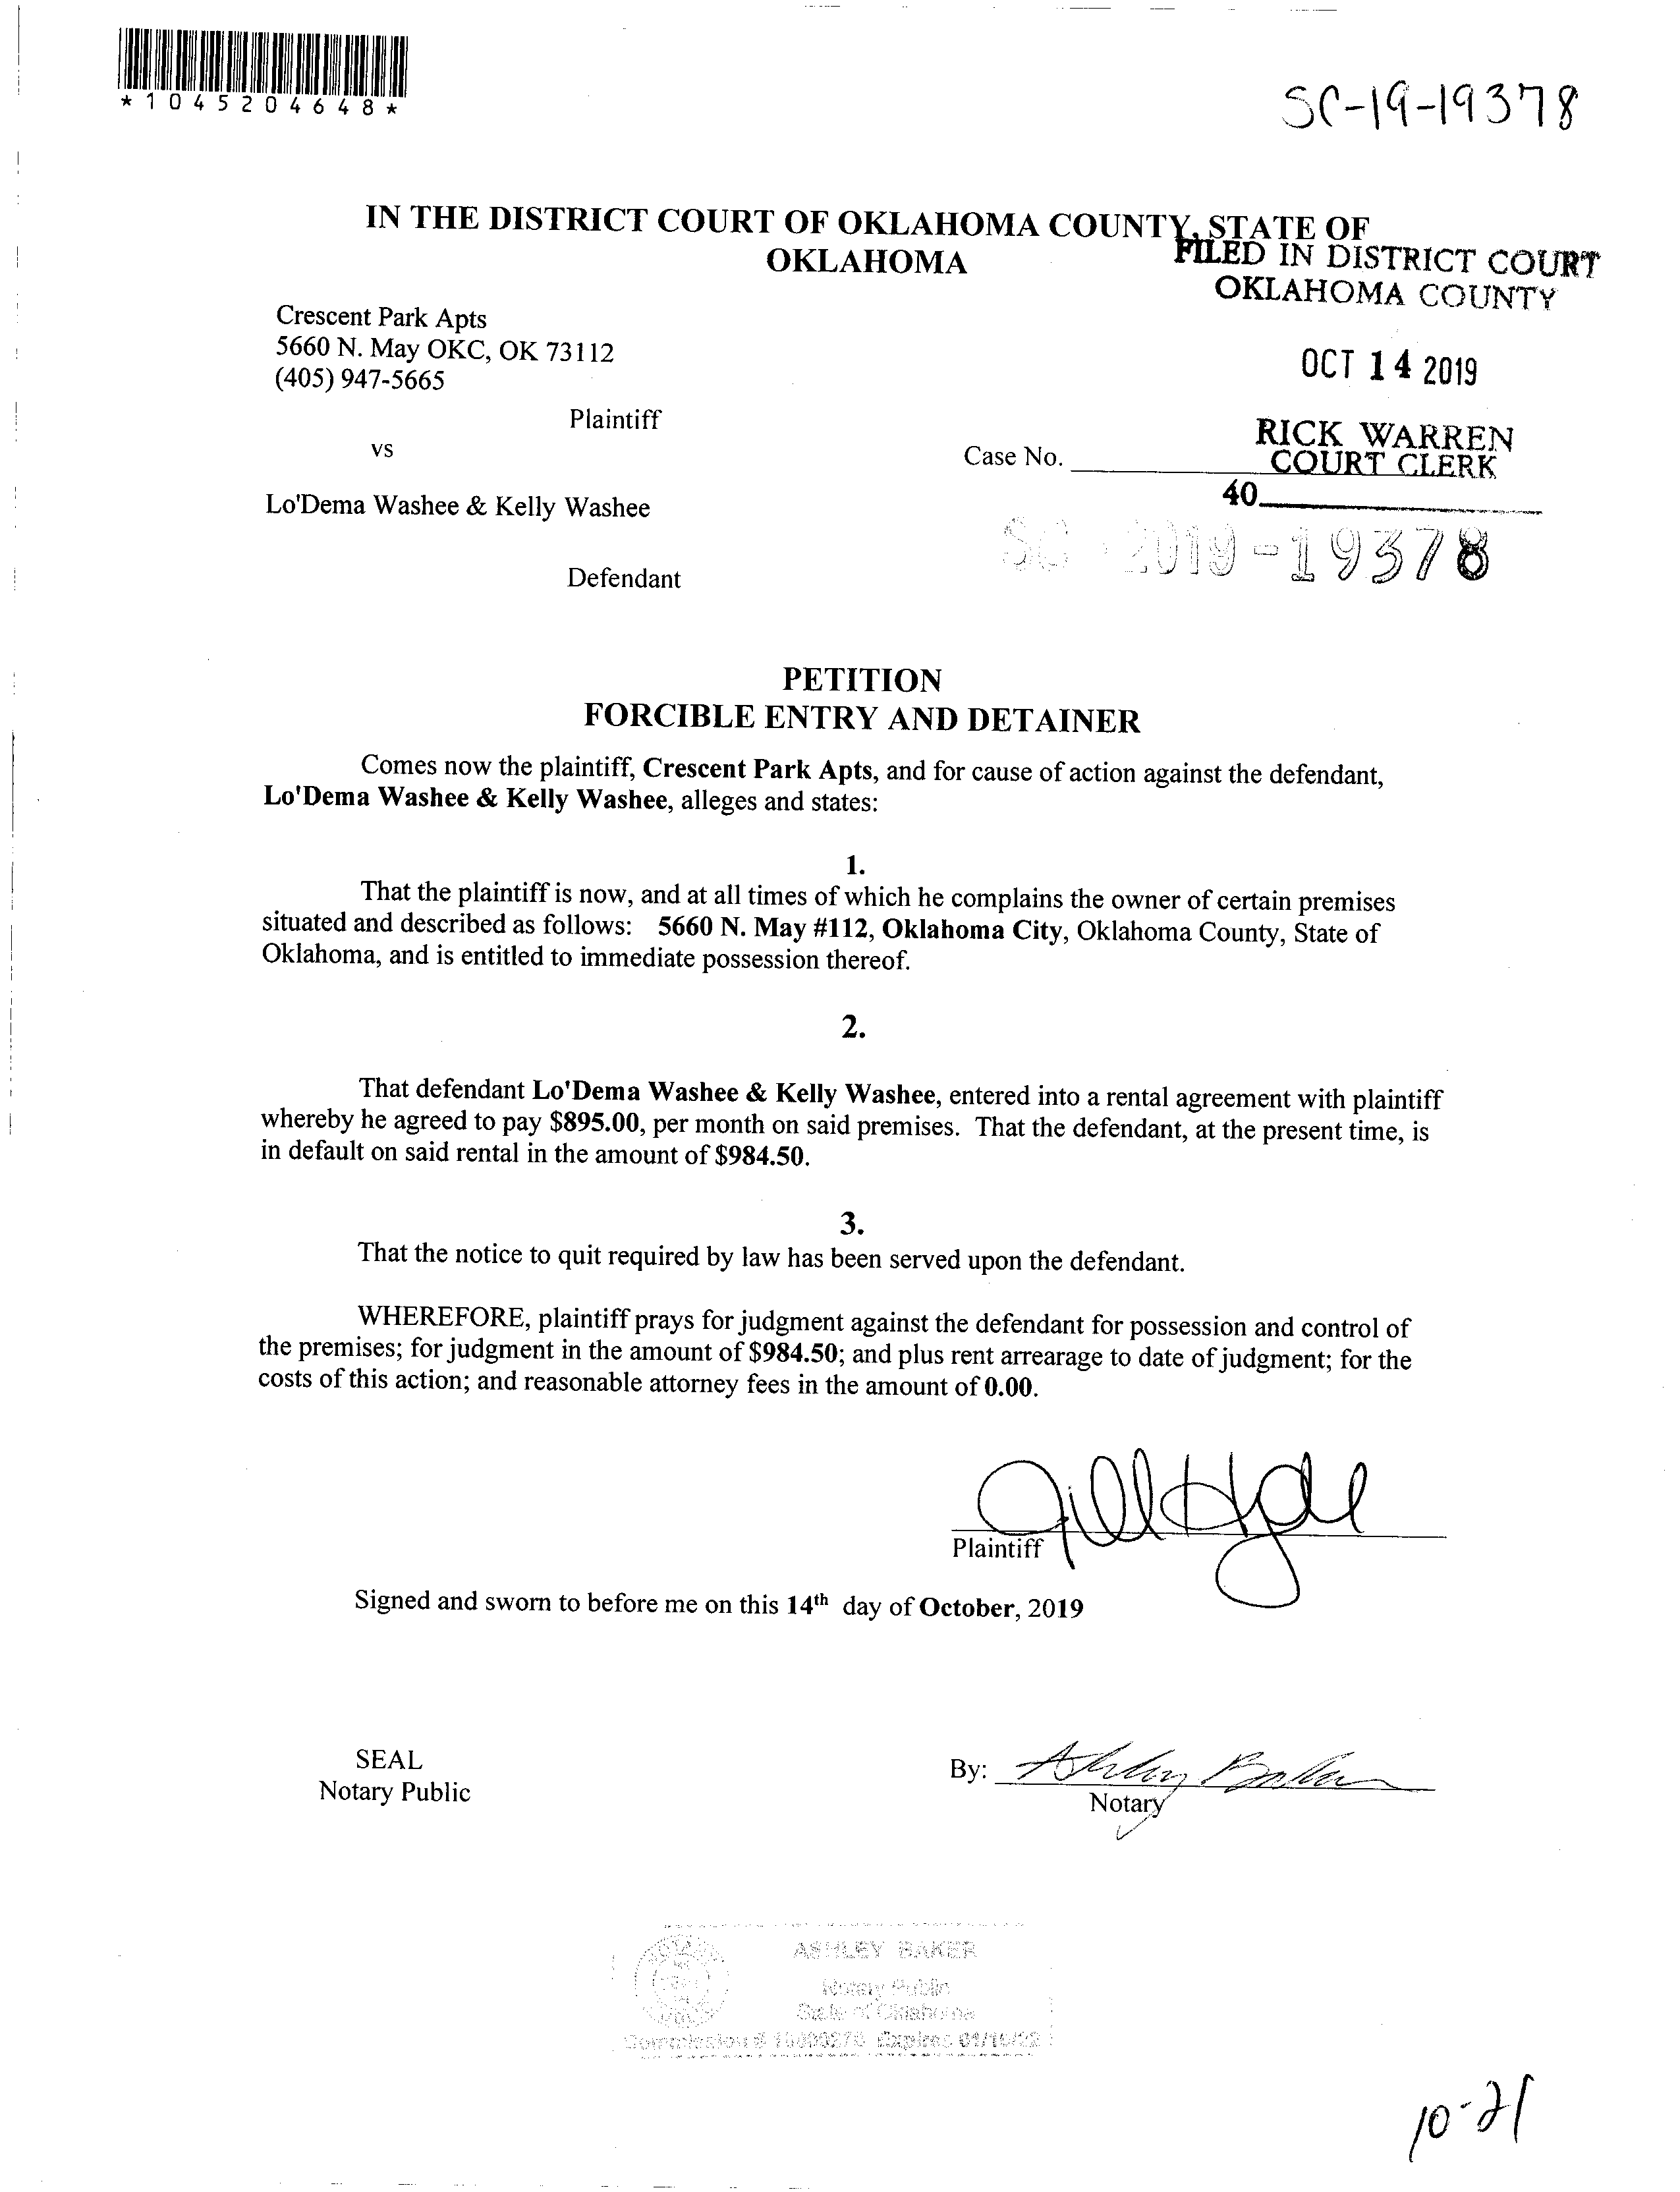 *1045204648*
SC-19-19378
IN THE DISTRICT COURT OF OKLAHOMA COUNTY, STATE OF
OKLAHOMA
FILED IN DISTRICT COURT
OKLAHOMA COUNTY
Crescent Park Apts
5660 N. May OKC, OK 73112
(405) 947-5665
OCT 14 2019
Plaintiff
RICK WARREN
COURT CLERK
vs
Case No.
40
Lo'Dema Washee & Kelly Washee
SC-2019-19378
Defendant
PETITION
FORCIBLE ENTRY AND DETAINER
Comes now the plaintiff, Crescent Park Apts, and for cause of action against the defendant,
Lo'Dema Washee & Kelly Washee, alleges and states:
1.
That the plaintiff is now, and at all times of which he complains the owner of certain premises
situated and described as follows: 5660 N. May #112, Oklahoma City, Oklahoma County, State of
Oklahoma, and is entitled to immediate possession thereof.
2.
That defendant Lo'Dema Washee & Kelly Washee, entered into a rental agreement with plaintiff
whereby he agreed to pay $895.00, per month on said premises. That the defendant, at the present time, is
in default on said rental in the amount of $984.50.
3.
That the notice to quit required by law has been served upon the defendant.
WHEREFORE, plaintiff prays for judgment against the defendant for possession and control of
the premises; for judgment in the amount of $984.50; and plus rent arrearage to date of judgment; for the
costs of this action; and reasonable attorney fees in the amount of 0.00.
Jill Hyde
Plaintiff
Signed and sworn to before me on this 14th day of October, 2019
SEAL
Notary Public
By: Ashley Baker
Notary
ASHLEY BAKER
Notary Public
State of Oklahoma
Commission # Expires
10-21